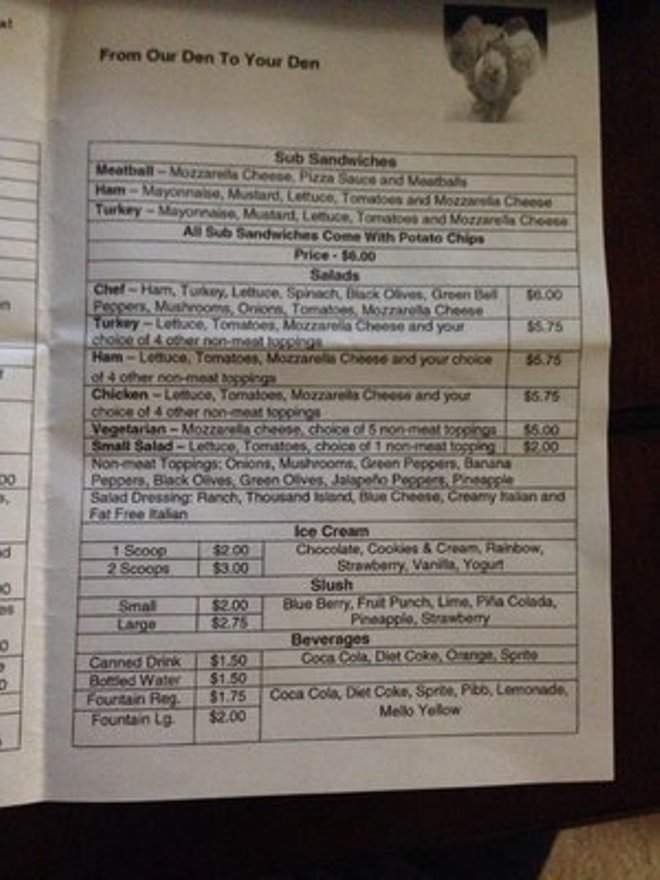 From Our Den To Your Den
Sub Sandwiches
Meatball – Mozzarella Cheese, Pizza Sauce and Meatballs
Ham – Mayonnaise, Mustard, Lettuce, Tomatoes and Mozzarella Cheese
Turkey – Mayonnaise, Mustard, Lettuce, Tomatoes and Mozzarella Cheese
All Sub Sandwiches Come With Potato Chips
Price - $6.00
Salads
Chef – Ham, Turkey, Lettuce, Spinach, Black Olives, Green Bell $6.00
Peppers, Mushrooms, Onions, Tomatoes, Mozzarella Cheese
Turkey – Lettuce, Tomatoes, Mozzarella Cheese and your $5.75
choice of 4 other non-meat toppings
Ham – Lettuce, Tomatoes, Mozzarella Cheese and your choice $5.75
of 4 other non-meat toppings
Chicken – Lettuce, Tomatoes, Mozzarella Cheese and your $5.75
choice of 4 other non-meat toppings
Vegetarian – Mozzarella cheese, choice of 5 non-meat toppings $5.00
Small Salad – Lettuce, Tomatoes, choice of 1 non-meat topping $2.00
Non-meat Toppings: Onions, Mushrooms, Green Peppers, Banana
Peppers, Black Olives, Green Olives, Jalapeño Peppers, Pineapple
Salad Dressing: Ranch, Thousand Island, Blue Cheese, Creamy Italian and
Fat Free Italian
Ice Cream
1 Scoop $2.00 Chocolate, Cookies & Cream, Rainbow,
2 Scoops $3.00 Strawberry, Vanilla, Yogurt
Slush
Small $2.00 Blue Berry, Fruit Punch, Lime, Piña Colada,
Large $2.75 Pineapple, Strawberry
Beverages
Canned Drink $1.50 Coca Cola, Diet Coke, Orange, Sprite
Bottled Water $1.50
Fountain Reg. $1.75 Coca Cola, Diet Coke, Sprite, Pibb, Lemonade,
Fountain Lg. $2.00 Mello Yellow